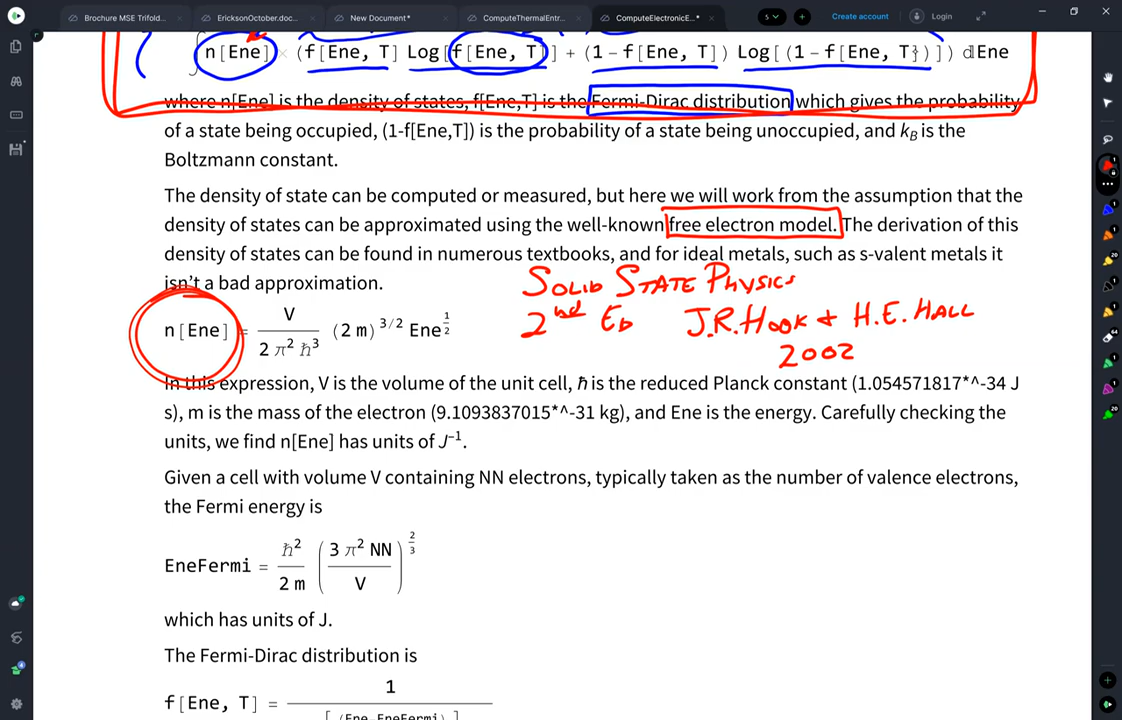 Brochure MSE Trifold...
EricksonOctober.doc...
New Document*
ComputeThermalEntr...
ComputeElectronicE...*
5
Create account
Login
n[Ene] × (f[Ene, T] Log[f[Ene, T]] + (1 - f[Ene, T]) Log[(1 - f[Ene, T})]]) dEne
where n[Ene] is the density of states, f[Ene,T] is the Fermi-Dirac distribution which gives the probability
of a state being occupied, (1-f[Ene,T]) is the probability of a state being unoccupied, and kB is the
Boltzmann constant.
The density of state can be computed or measured, but here we will work from the assumption that the
density of states can be approximated using the well-known free electron model. The derivation of this
density of states can be found in numerous textbooks, and for ideal metals, such as s-valent metals it
isn't a bad approximation.
SOLID STATE PHYSICS
2nd ED J.R. HOOK & H.E. HALL
2002
n[Ene] = V / (2 π² ℏ³) (2 m)^3/2 Ene^1/2
In this expression, V is the volume of the unit cell, ℏ is the reduced Planck constant (1.054571817*^-34 J
s), m is the mass of the electron (9.1093837015*^-31 kg), and Ene is the energy. Carefully checking the
units, we find n[Ene] has units of J⁻¹.
Given a cell with volume V containing NN electrons, typically taken as the number of valence electrons,
the Fermi energy is
EneFermi = ℏ² / (2 m) (3 π² NN / V)^2/3
which has units of J.
The Fermi-Dirac distribution is
f[Ene, T] = 1
(Ene-EneFermi)